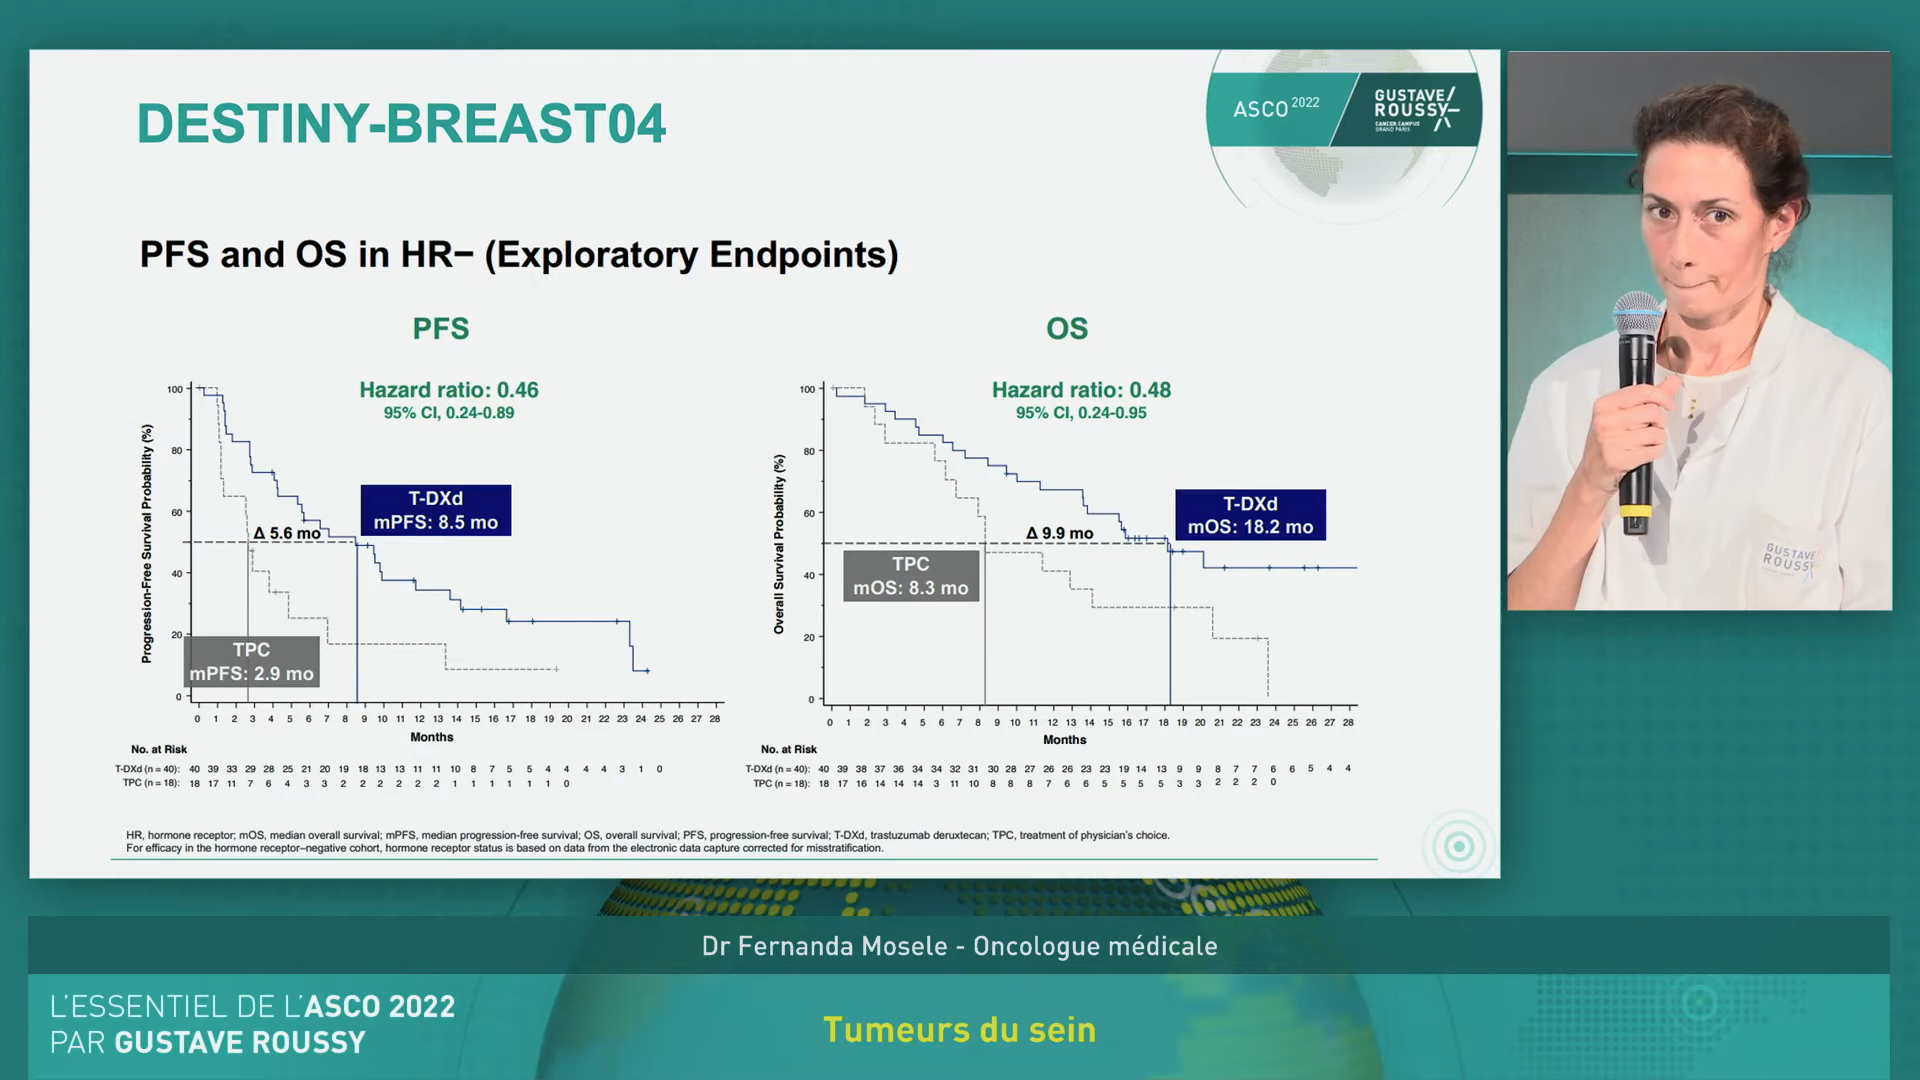 DESTINY-BREAST04
ASCO 2022
GUSTAVE/
ROUSSY
CANCER CAMPUS
GRAND PARIS
PFS and OS in HR− (Exploratory Endpoints)
PFS
Hazard ratio: 0.46
95% CI, 0.24-0.89
Progression-Free Survival Probability (%)
100
80
60
40
20
0
T-DXd
mPFS: 8.5 mo
Δ 5.6 mo
TPC
mPFS: 2.9 mo
0 1 2 3 4 5 6 7 8 9 10 11 12 13 14 15 16 17 18 19 20 21 22 23 24 25 26 27 28
Months
No. at Risk
T-DXd (n = 40): 40 39 33 29 28 25 21 20 19 18 13 13 11 11 10 8 7 5 5 4 4 4 4 3 1 0
TPC (n = 18): 18 17 11 7 6 4 3 3 2 2 2 2 2 2 1 1 1 1 1 1 0
OS
Hazard ratio: 0.48
95% CI, 0.24-0.95
Overall Survival Probability (%)
100
80
60
40
20
0
T-DXd
mOS: 18.2 mo
Δ 9.9 mo
TPC
mOS: 8.3 mo
0 1 2 3 4 5 6 7 8 9 10 11 12 13 14 15 16 17 18 19 20 21 22 23 24 25 26 27 28
Months
No. at Risk
T-DXd (n = 40): 40 39 38 37 36 34 34 32 31 30 28 27 26 26 23 23 19 14 13 9 9 8 7 7 6 6 5 4 4
TPC (n = 18): 18 17 16 14 14 14 3 11 10 8 8 8 7 6 6 5 5 5 5 3 3 2 2 2 0
HR, hormone receptor; mOS, median overall survival; mPFS, median progression-free survival; OS, overall survival; PFS, progression-free survival; T-DXd, trastuzumab deruxtecan; TPC, treatment of physician's choice.
For efficacy in the hormone receptor–negative cohort, hormone receptor status is based on data from the electronic data capture corrected for misstratification.
GUSTAVE
ROUSSY
Dr Fernanda Mosele - Oncologue médicale
L'ESSENTIEL DE L'ASCO 2022
PAR GUSTAVE ROUSSY
Tumeurs du sein